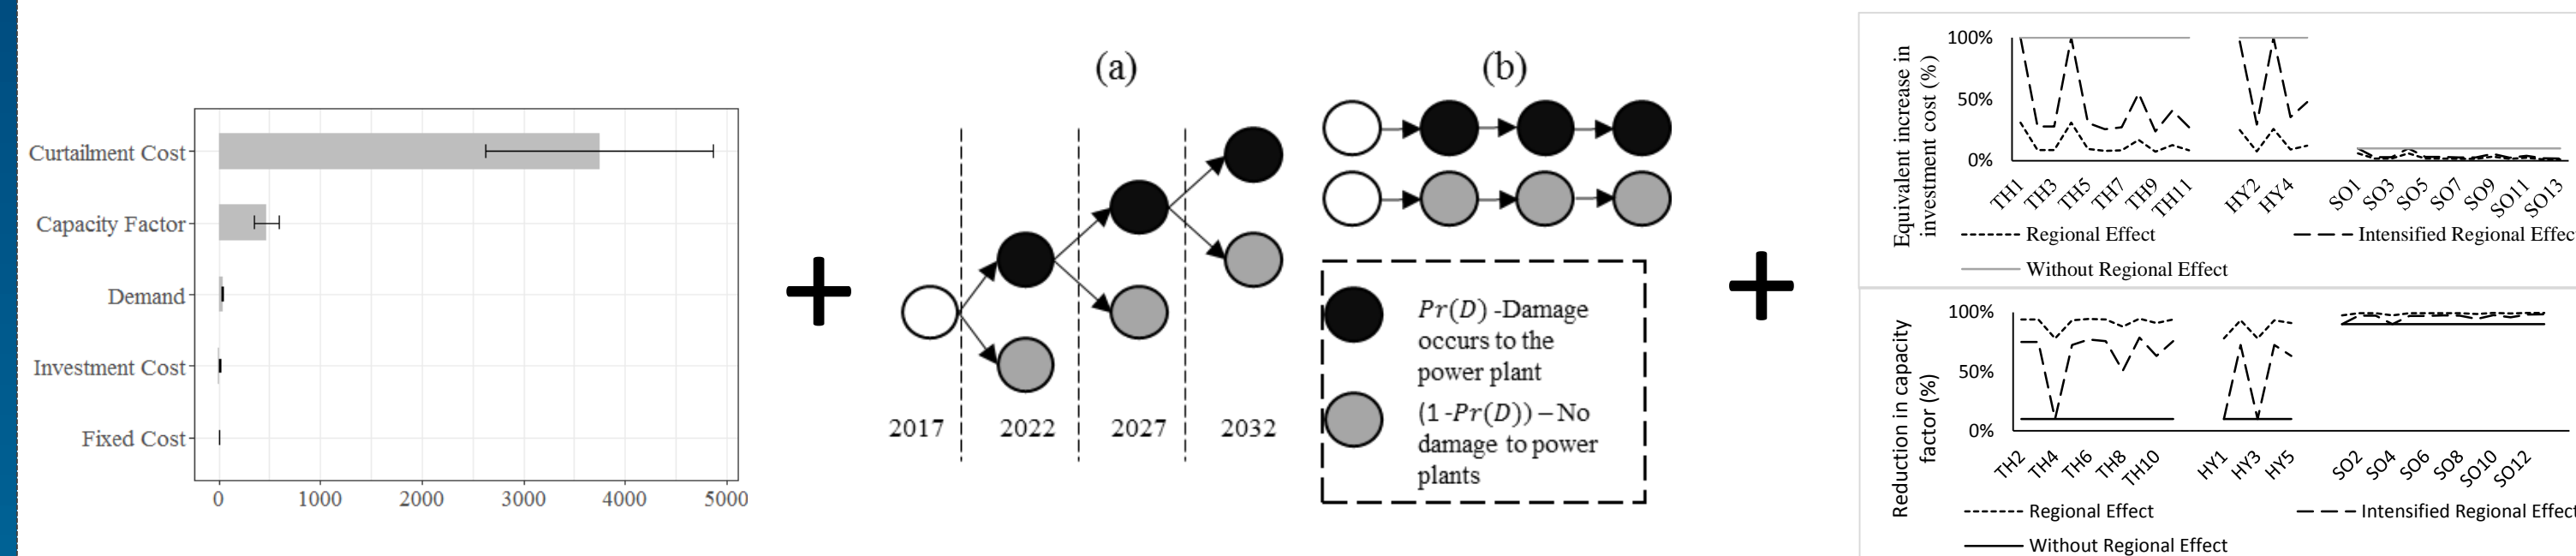 Curtailment Cost
Capacity Factor
Demand
Investment Cost
Fixed Cost
0 1000 2000 3000 4000 5000
+
(a)
2017 2022 2027 2032
(b)
Pr(D) -Damage
occurs to the
power plant
(1 -Pr(D)) – No
damage to power
plants
+
Equivalent increase in
investment cost (%)
100%
50%
0%
TH1 TH3 TH5 TH7 TH9 TH11 HY2 HY4 SO1 SO3 SO5 SO7 SO9 SO11 SO13
Regional Effect Intensified Regional Effec
Without Regional Effect
Reduction in capacity
factor (%)
100%
50%
0%
TH2 TH4 TH6 TH8 TH10 HY1 HY3 HY5 SO2 SO4 SO6 SO8 SO10 SO12
Regional Effect Intensified Regional Effect
Without Regional Effect